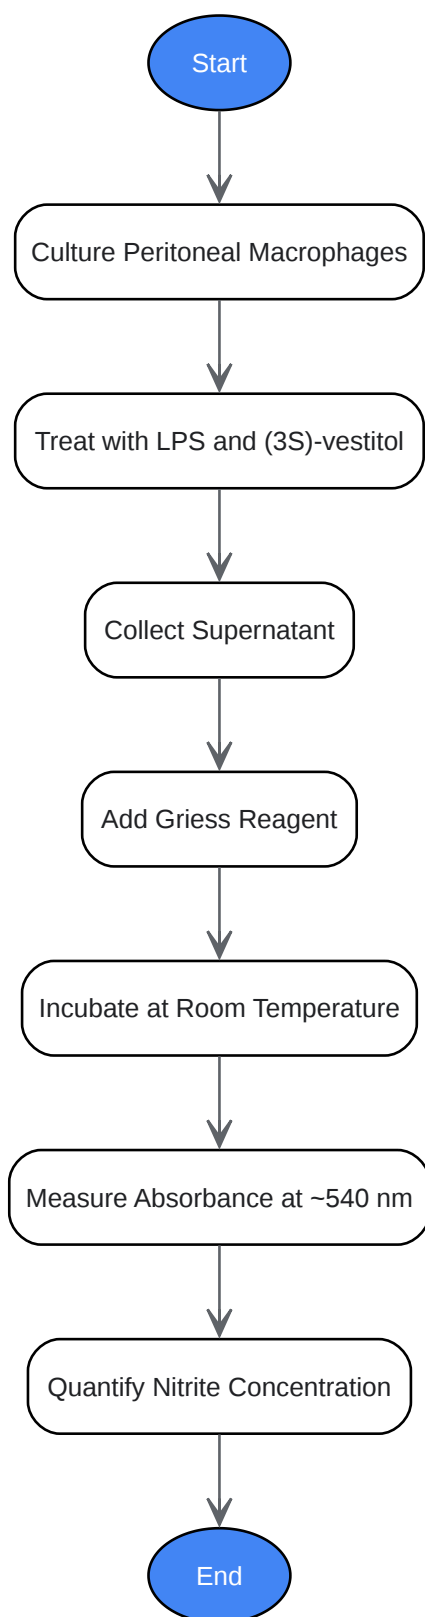 Start
Culture Peritoneal Macrophages
Treat with LPS and (3S)-vestitol
Collect Supernatant
Add Griess Reagent
Incubate at Room Temperature
Measure Absorbance at ~540 nm
Quantify Nitrite Concentration
End